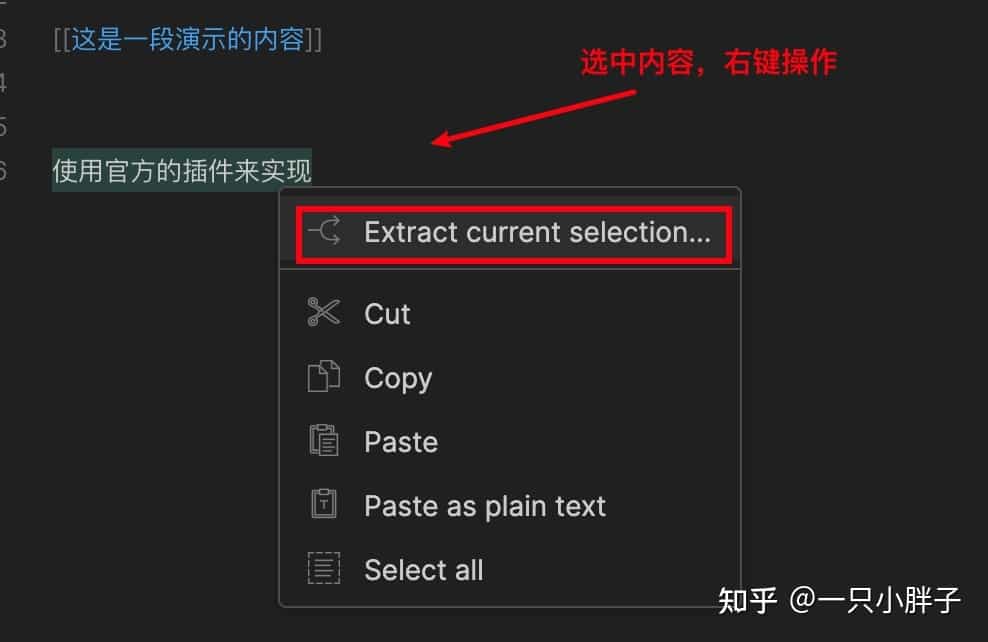 3 [[这是一段演示的内容]]
选中内容，右键操作
4
5
6 使用官方的插件来实现
Extract current selection...
Cut
Copy
Paste
Paste as plain text
Select all
知乎 @一只小胖子